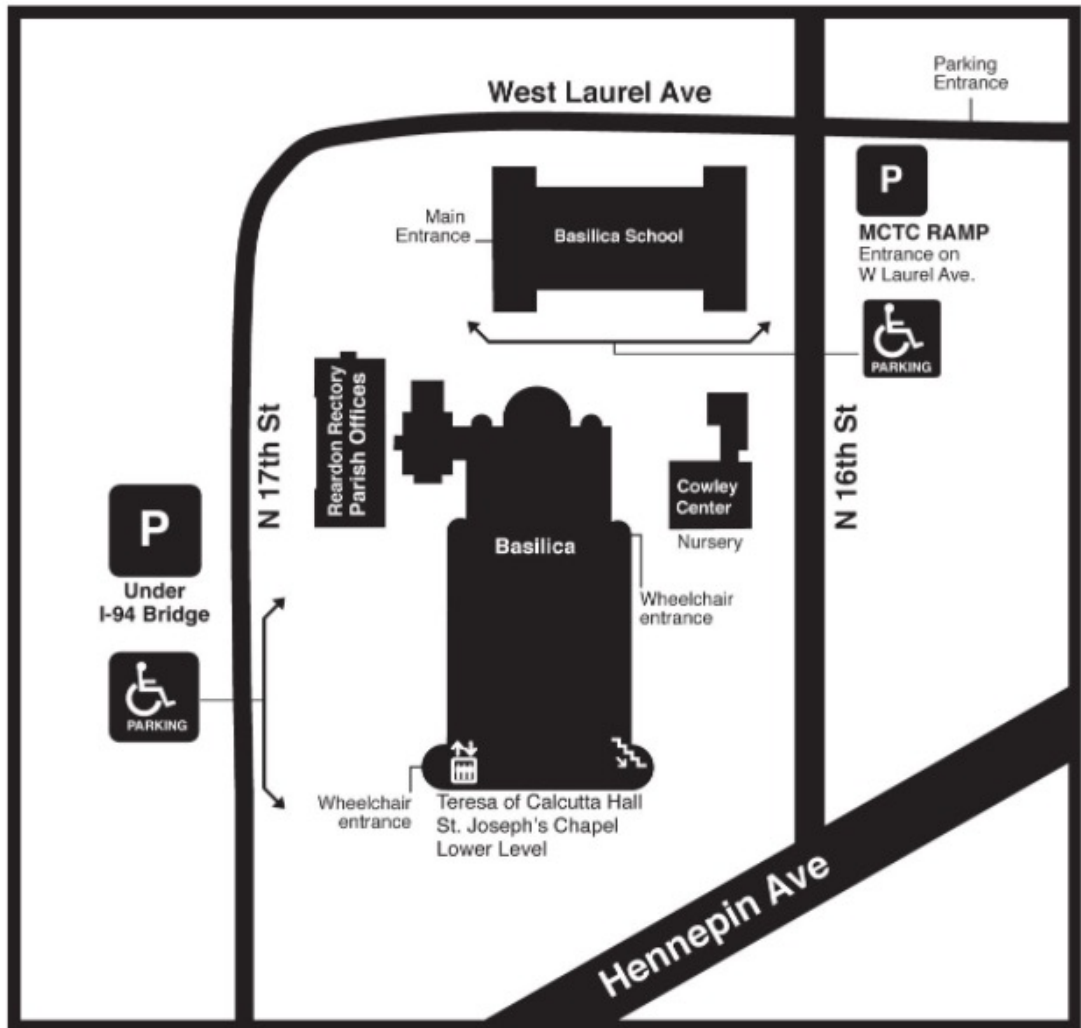 West Laurel Ave
Parking
Entrance
P
MCTC RAMP
Entrance on
W Laurel Ave.
PARKING
Main
Entrance
Basilica School
Reardon Rectory
Parish Offices
N 17th St
N 16th St
Cowley
Center
Nursery
Basilica
Wheelchair
entrance
P
Under
I-94 Bridge
PARKING
Wheelchair
entrance
Teresa of Calcutta Hall
St. Joseph's Chapel
Lower Level
Hennepin Ave